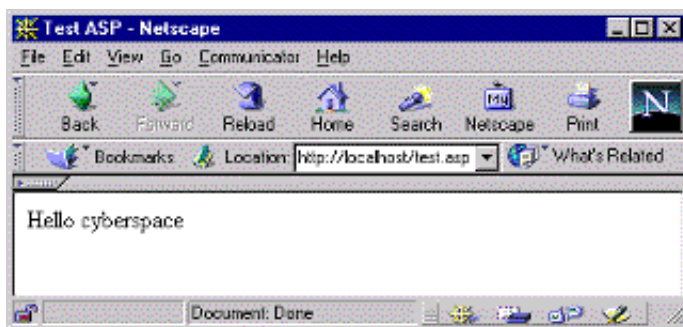 Test ASP - Netscape
File Edit View Go Communicator Help
Back Forward Reload Home Search My Netscape Print N
Bookmarks Location: http://localhost/test.asp What's Related
Hello cyberspace
Document: Done